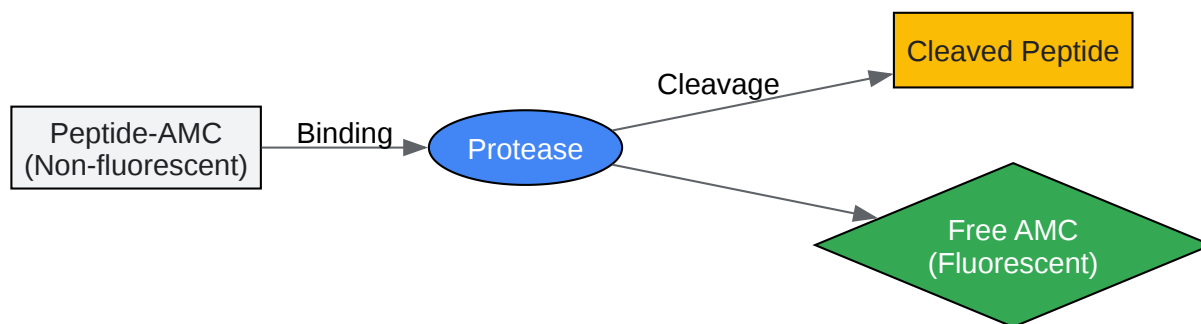 Peptide-AMC
(Non-fluorescent)
Binding
Protease
Cleavage
Cleaved Peptide
Free AMC
(Fluorescent)